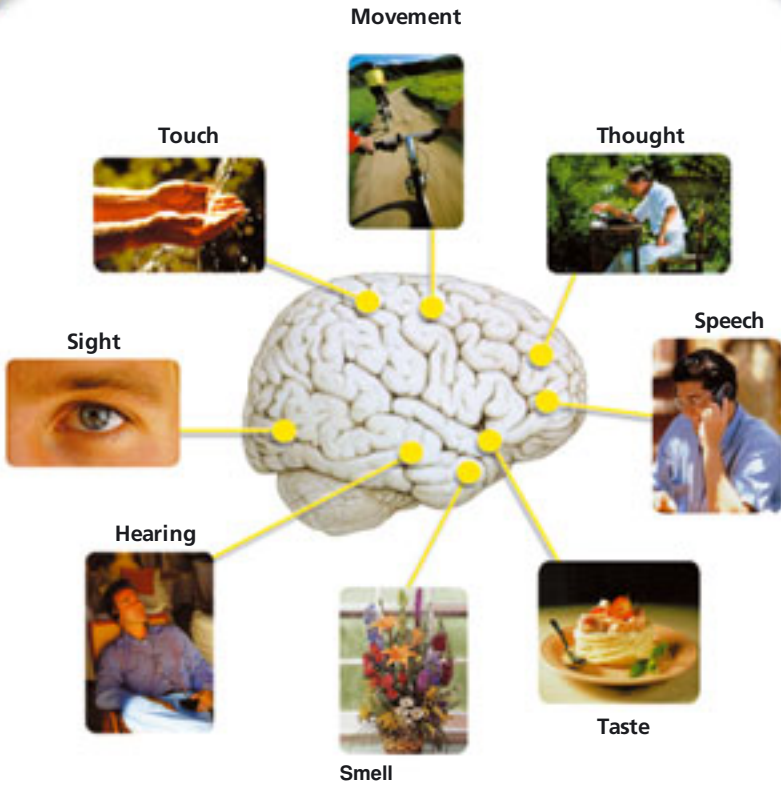 Movement
Touch
Thought
Speech
Sight
Hearing
Taste
Smell